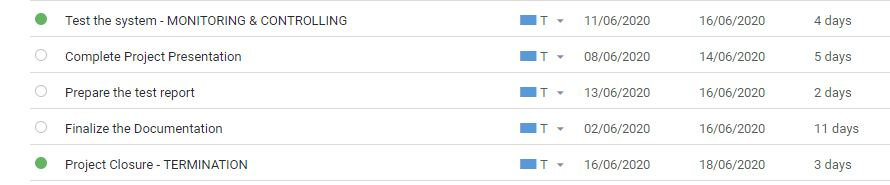 Test the system - MONITORING & CONTROLLING T 11/06/2020 16/06/2020 4 days
Complete Project Presentation T 08/06/2020 14/06/2020 5 days
Prepare the test report T 13/06/2020 16/06/2020 2 days
Finalize the Documentation T 02/06/2020 16/06/2020 11 days
Project Closure - TERMINATION T 16/06/2020 18/06/2020 3 days